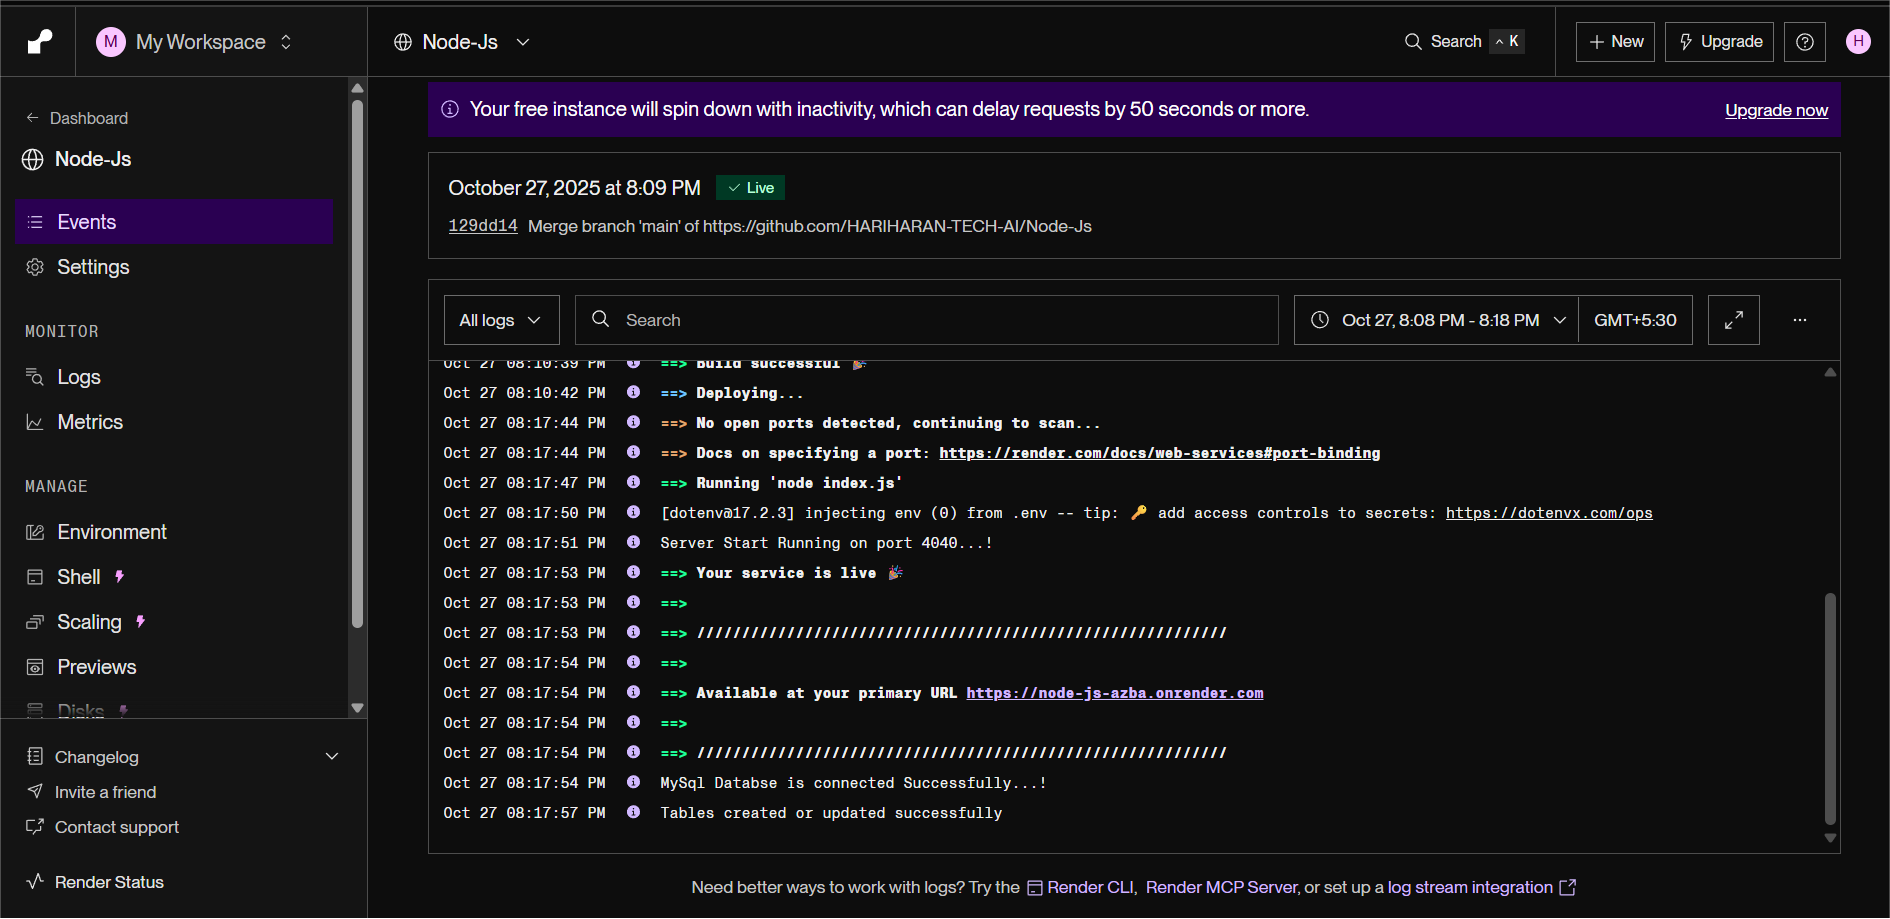 M My Workspace
Node-Js
Search ^ K
+ New
Upgrade
H
← Dashboard
Node-Js
Events
Settings
MONITOR
Logs
Metrics
MANAGE
Environment
Shell
Scaling
Previews
Disks
Changelog
Invite a friend
Contact support
Render Status
Your free instance will spin down with inactivity, which can delay requests by 50 seconds or more.
Upgrade now
October 27, 2025 at 8:09 PM ✓ Live
129dd14 Merge branch 'main' of https://github.com/HARIHARAN-TECH-AI/Node-Js
All logs
Search
Oct 27, 8:08 PM - 8:18 PM
GMT+5:30
...
Oct 27 08:10:39 PM ==> Build successful 🎉
Oct 27 08:10:42 PM ==> Deploying...
Oct 27 08:17:44 PM ==> No open ports detected, continuing to scan...
Oct 27 08:17:44 PM ==> Docs on specifying a port: https://render.com/docs/web-services#port-binding
Oct 27 08:17:47 PM ==> Running 'node index.js'
Oct 27 08:17:50 PM [dotenv@17.2.3] injecting env (0) from .env -- tip: 🔑 add access controls to secrets: https://dotenvx.com/ops
Oct 27 08:17:51 PM Server Start Running on port 4040...!
Oct 27 08:17:53 PM ==> Your service is live 🎉
Oct 27 08:17:53 PM ==>
Oct 27 08:17:53 PM ==> ///////////////////////////////////////////////////////////
Oct 27 08:17:54 PM ==>
Oct 27 08:17:54 PM ==> Available at your primary URL https://node-js-azba.onrender.com
Oct 27 08:17:54 PM ==>
Oct 27 08:17:54 PM ==> ///////////////////////////////////////////////////////////
Oct 27 08:17:54 PM MySql Databse is connected Successfully...!
Oct 27 08:17:57 PM Tables created or updated successfully
Need better ways to work with logs? Try the Render CLI, Render MCP Server, or set up a log stream integration